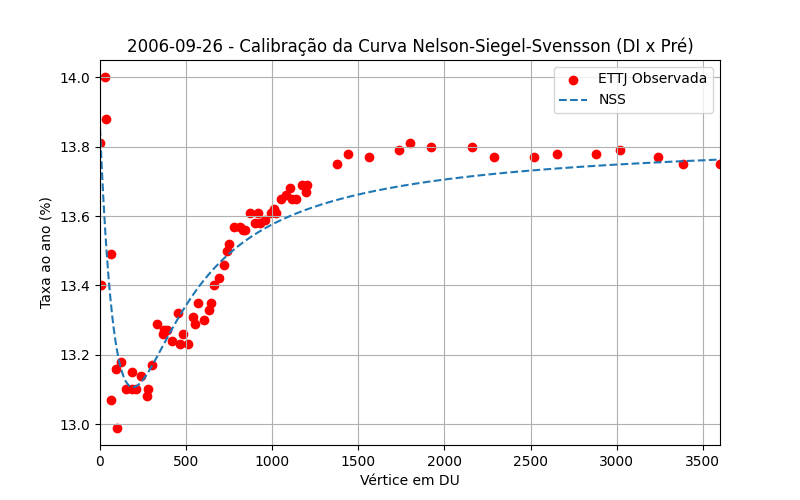 2006-09-26 - Calibração da Curva Nelson-Siegel-Svensson (DI x Pré)
ETTJ Observada
NSS
Taxa ao ano (%)
14.0
13.8
13.6
13.4
13.2
13.0
0 500 1000 1500 2000 2500 3000 3500
Vértice em DU